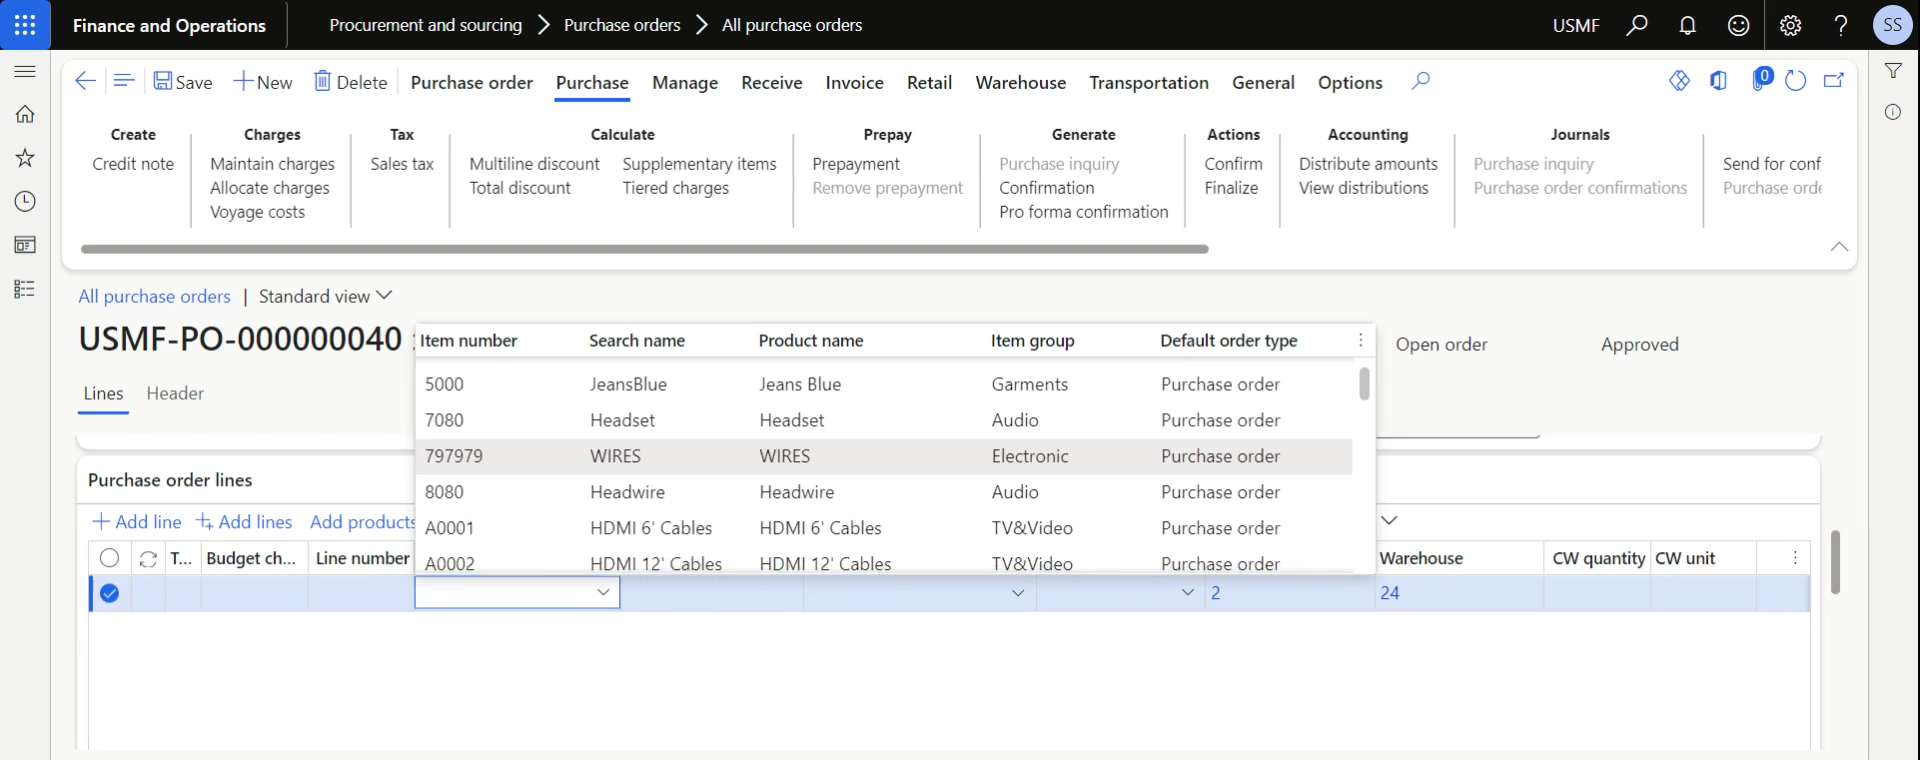 Finance and Operations
Procurement and sourcing
Purchase orders
All purchase orders
USMF
SS
Save
New
Delete
Purchase order
Purchase
Manage
Receive
Invoice
Retail
Warehouse
Transportation
General
Options
0
Create
Credit note
Charges
Maintain charges
Allocate charges
Voyage costs
Tax
Sales tax
Calculate
Multiline discount
Total discount
Supplementary items
Tiered charges
Prepay
Prepayment
Remove prepayment
Generate
Purchase inquiry
Confirmation
Pro forma confirmation
Actions
Confirm
Finalize
Accounting
Distribute amounts
View distributions
Journals
Purchase inquiry
Purchase order confirmations
Send for conf
Purchase orde
All purchase orders | Standard view
USMF-PO-000000040
Open order
Approved
Lines
Header
Item number Search name Product name Item group Default order type
5000 JeansBlue Jeans Blue Garments Purchase order
7080 Headset Headset Audio Purchase order
797979 WIRES WIRES Electronic Purchase order
8080 Headwire Headwire Audio Purchase order
A0001 HDMI 6' Cables HDMI 6' Cables TV&Video Purchase order
A0002 HDMI 12' Cables HDMI 12' Cables TV&Video Purchase order
Purchase order lines
Add line
Add lines
Add products
T... Budget ch... Line number Warehouse CW quantity CW unit
2 24